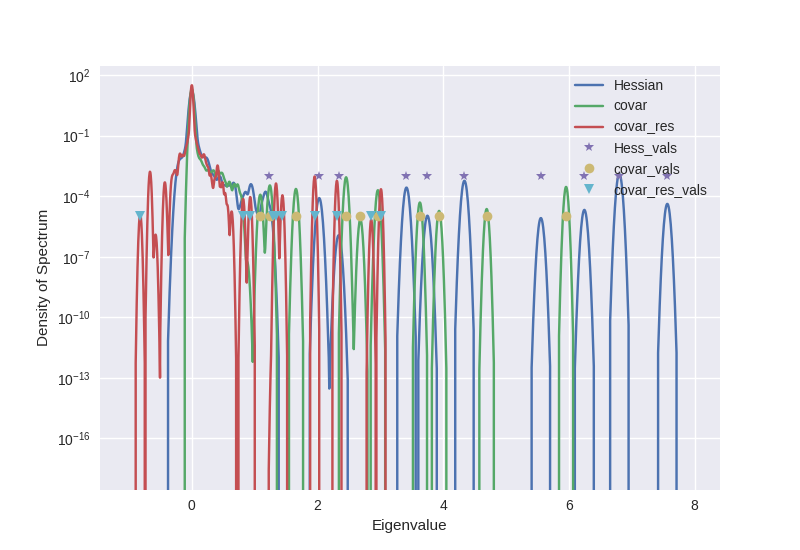 10^2
10^−1
10^−4
10^−7
10^−10
10^−13
10^−16
Density of Spectrum
Hessian
covar
covar_res
Hess_vals
covar_vals
covar_res_vals
0 2 4 6 8
Eigenvalue